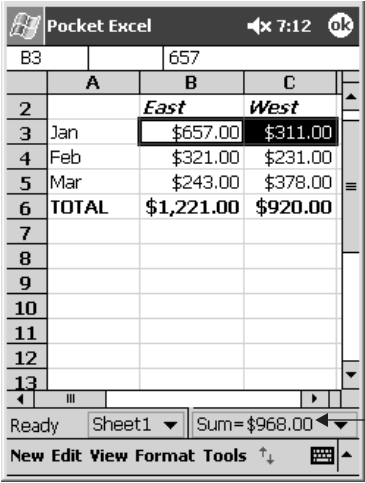 Pocket Excel 7:12 ok
B3 657
A B C
2 East West
3 Jan $657.00 $311.00
4 Feb $321.00 $231.00
5 Mar $243.00 $378.00
6 TOTAL $1,221.00 $920.00
7
8
9
10
11
12
13
Ready Sheet1 Sum=$968.00
New Edit View Format Tools